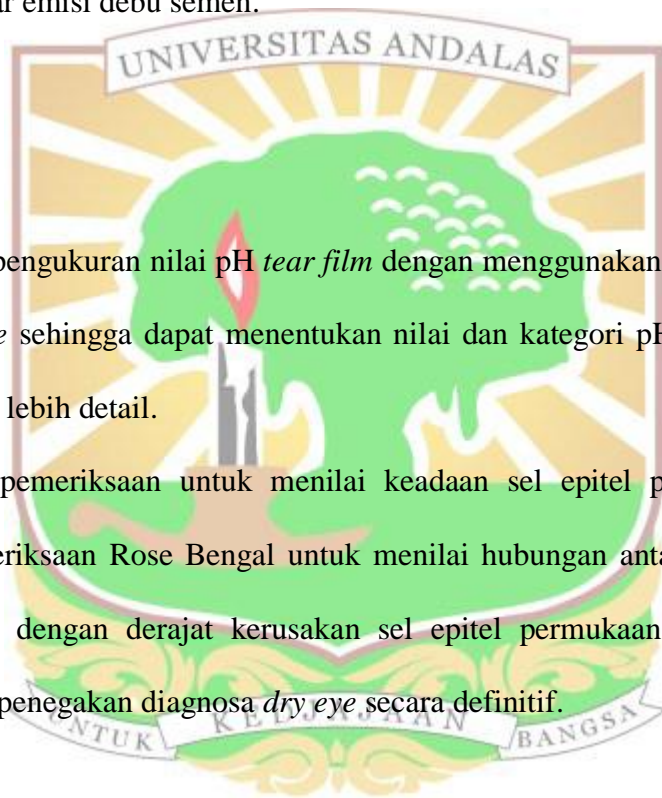 ar emisi debu semen.
UNIVERSITAS ANDALAS
pengukuran nilai pH tear film dengan menggunakan
e sehingga dapat menentukan nilai dan kategori pH
lebih detail.
pemeriksaan untuk menilai keadaan sel epitel p
eriksaan Rose Bengal untuk menilai hubungan anta
dengan derajat kerusakan sel epitel permukaan
penegakan diagnosa dry eye secara definitif.
UNTUK KEDJAJAAN BANGSA